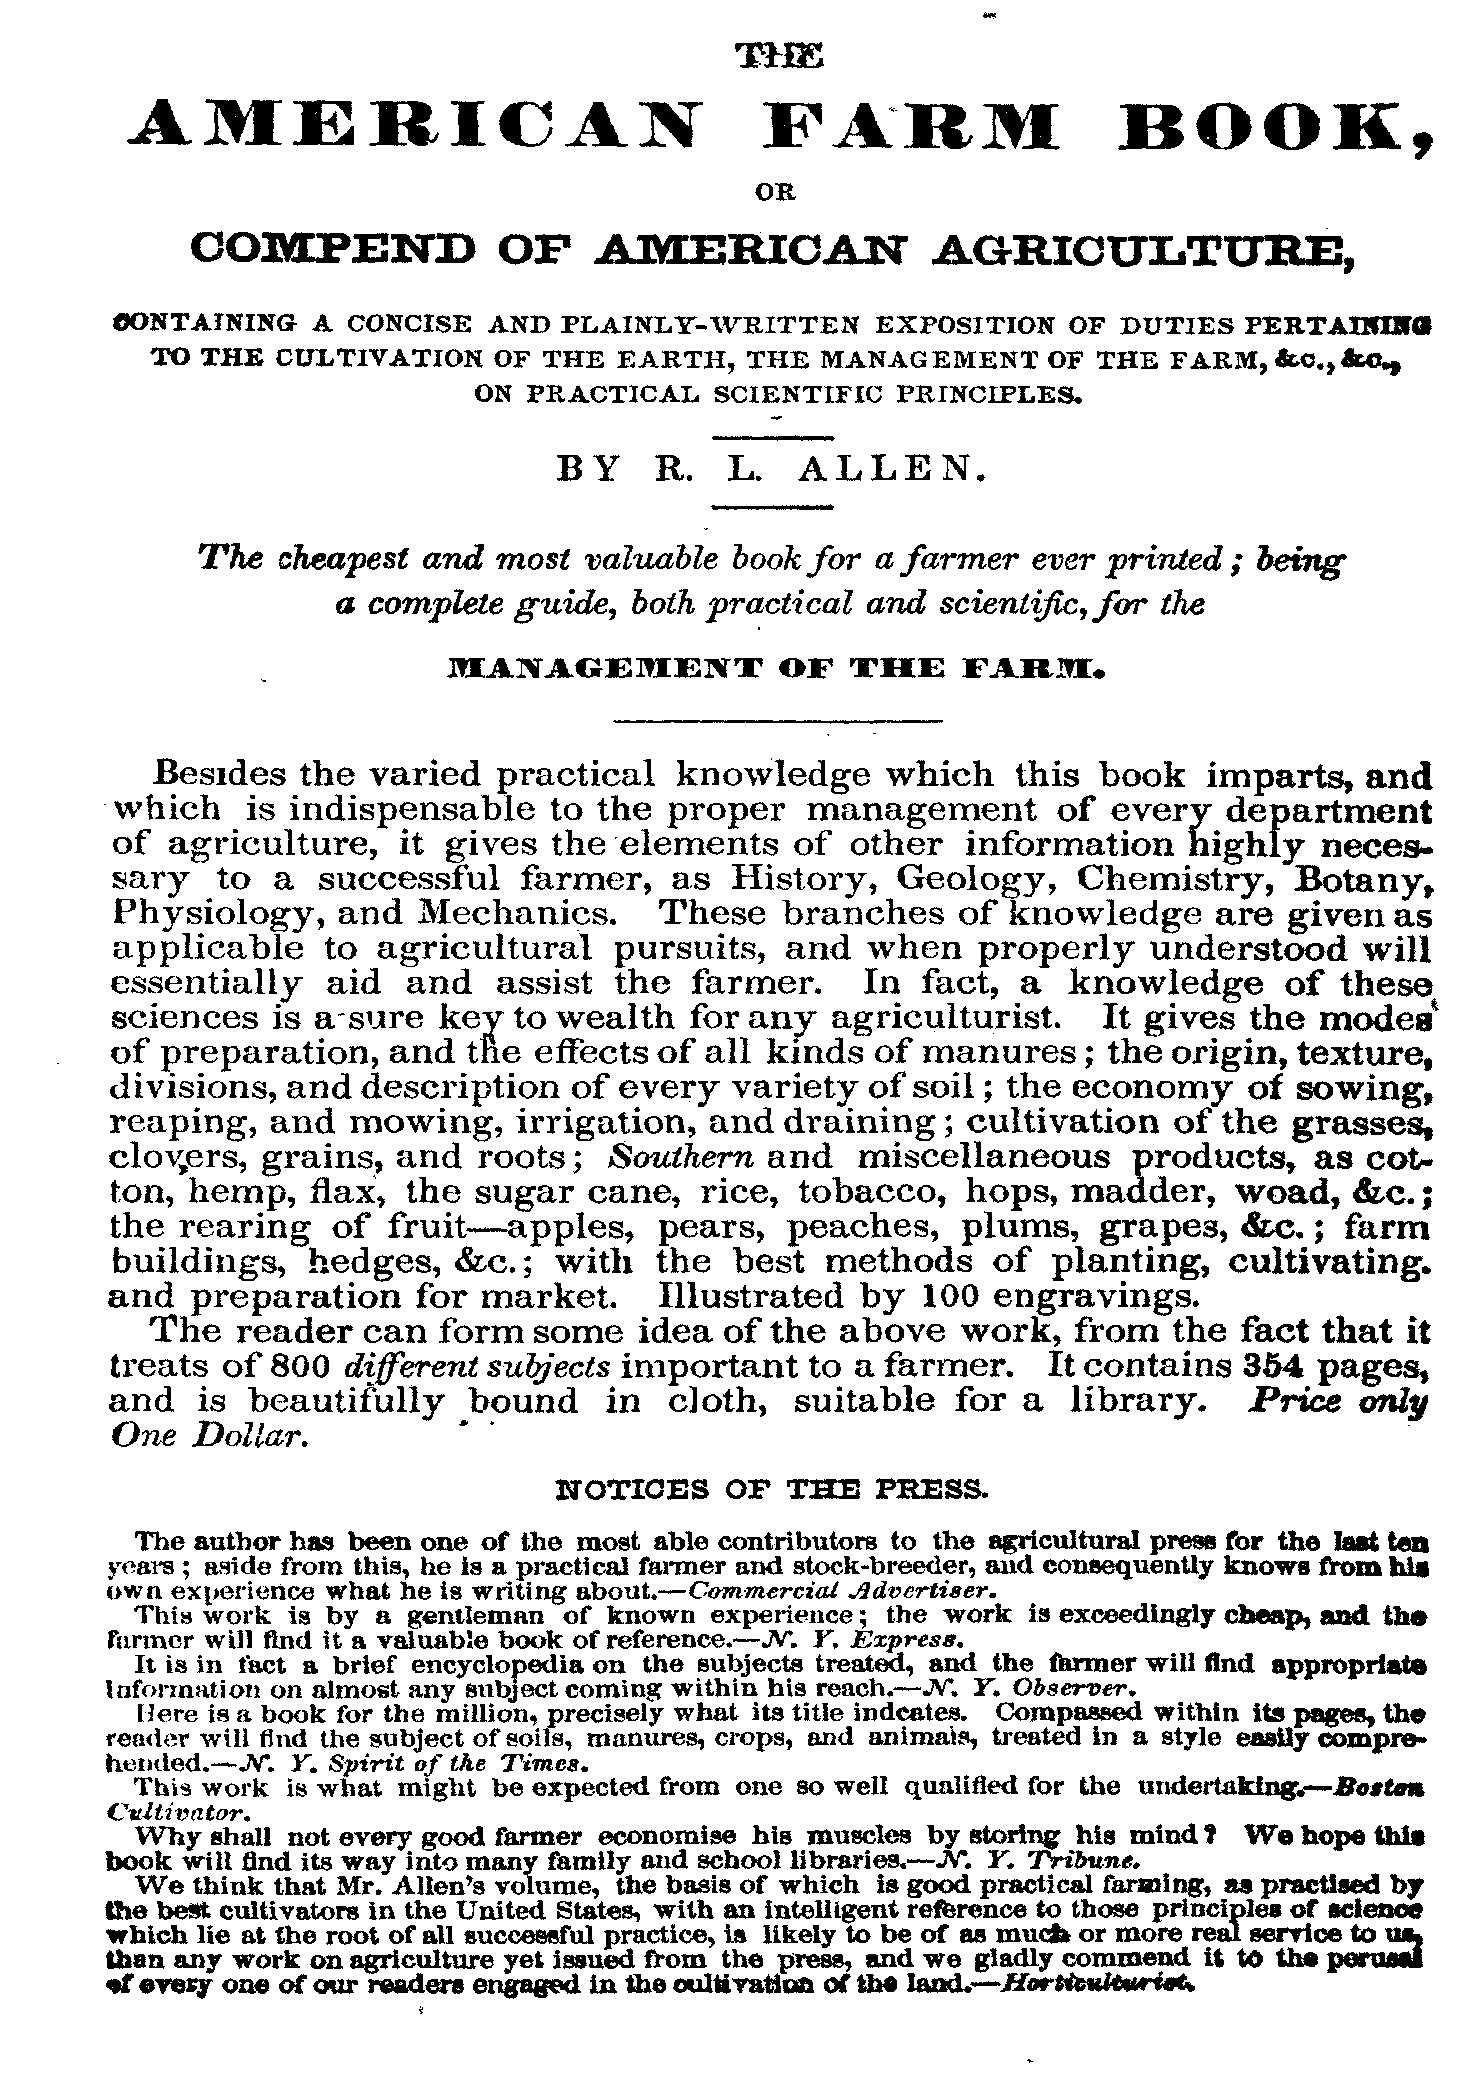 THE
AMERICAN FARM BOOK,
OR
COMPEND OF AMERICAN AGRICULTURE,
CONTAINING A CONCISE AND PLAINLY-WRITTEN EXPOSITION OF DUTIES PERTAINING
TO THE CULTIVATION OF THE EARTH, THE MANAGEMENT OF THE FARM, &c., &c.,
ON PRACTICAL SCIENTIFIC PRINCIPLES.
BY R. L. ALLEN.
The cheapest and most valuable book for a farmer ever printed; being
a complete guide, both practical and scientific, for the
MANAGEMENT OF THE FARM.
Besides the varied practical knowledge which this book imparts, and
which is indispensable to the proper management of every department
of agriculture, it gives the elements of other information highly neces-
sary to a successful farmer, as History, Geology, Chemistry, Botany,
Physiology, and Mechanics. These branches of knowledge are given as
applicable to agricultural pursuits, and when properly understood will
essentially aid and assist the farmer. In fact, a knowledge of these
sciences is a sure key to wealth for any agriculturist. It gives the modes
of preparation, and the effects of all kinds of manures; the origin, texture,
divisions, and description of every variety of soil; the economy of sowing,
reaping, and mowing, irrigation, and draining; cultivation of the grasses,
clovers, grains, and roots; Southern and miscellaneous products, as cot-
ton, hemp, flax, the sugar cane, rice, tobacco, hops, madder, woad, &c.;
the rearing of fruit—apples, pears, peaches, plums, grapes, &c.; farm
buildings, hedges, &c.; with the best methods of planting, cultivating.
and preparation for market. Illustrated by 100 engravings.
The reader can form some idea of the above work, from the fact that it
treats of 800 different subjects important to a farmer. It contains 354 pages,
and is beautifully bound in cloth, suitable for a library. Price only
One Dollar.
NOTICES OF THE PRESS.
The author has been one of the most able contributors to the agricultural press for the last ten
years; aside from this, he is a practical farmer and stock-breeder, and consequently knows from his
own experience what he is writing about.—Commercial Advertiser.
This work is by a gentleman of known experience; the work is exceedingly cheap, and the
farmer will find it a valuable book of reference.—N. Y. Express.
It is in fact a brief encyclopedia on the subjects treated, and the farmer will find appropriate
information on almost any subject coming within his reach.—N. Y. Observer.
Here is a book for the million, precisely what its title indcates. Compassed within its pages, the
reader will find the subject of soils, manures, crops, and animals, treated in a style easily compre-
hended.—N. Y. Spirit of the Times.
This work is what might be expected from one so well qualified for the undertaking.—Boston
Cultivator.
Why shall not every good farmer economise his muscles by storing his mind? We hope this
book will find its way into many family and school libraries.—N. Y. Tribune.
We think that Mr. Allen's volume, the basis of which is good practical farming, as practised by
the best cultivators in the United States, with an intelligent reference to those principles of science
which lie at the root of all successful practice, is likely to be of as much or more real service to us,
than any work on agriculture yet issued from the press, and we gladly commend it to the perusal
of every one of our readers engaged in the cultivation of the land.—Horticulturist.